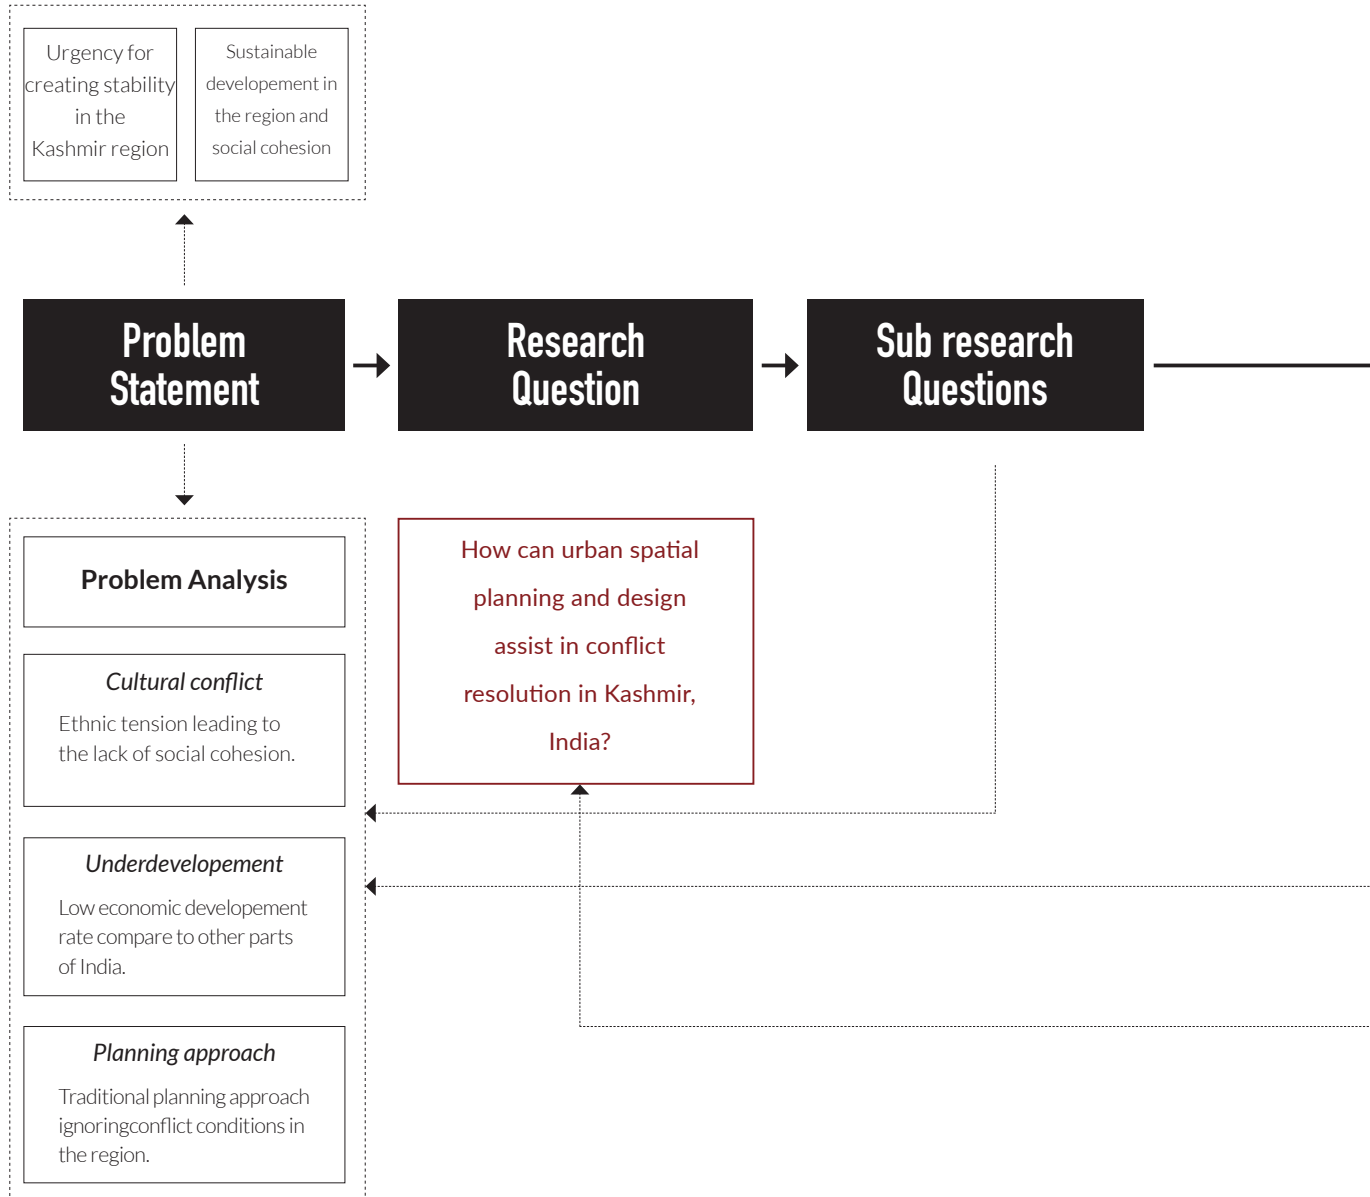 Urgency for
creating stability
in the
Kashmir region
Sustainable
developement in
the region and
social cohesion
Problem
Statement
Research
Question
Sub research
Questions
Problem Analysis
Cultural conflict
Ethnic tension leading to
the lack of social cohesion.
Underdevelopement
Low economic developement
rate compare to other parts
of India.
Planning approach
Traditional planning approach
ignoringconflict conditions in
the region.
How can urban spatial
planning and design
assist in conflict
resolution in Kashmir,
India?